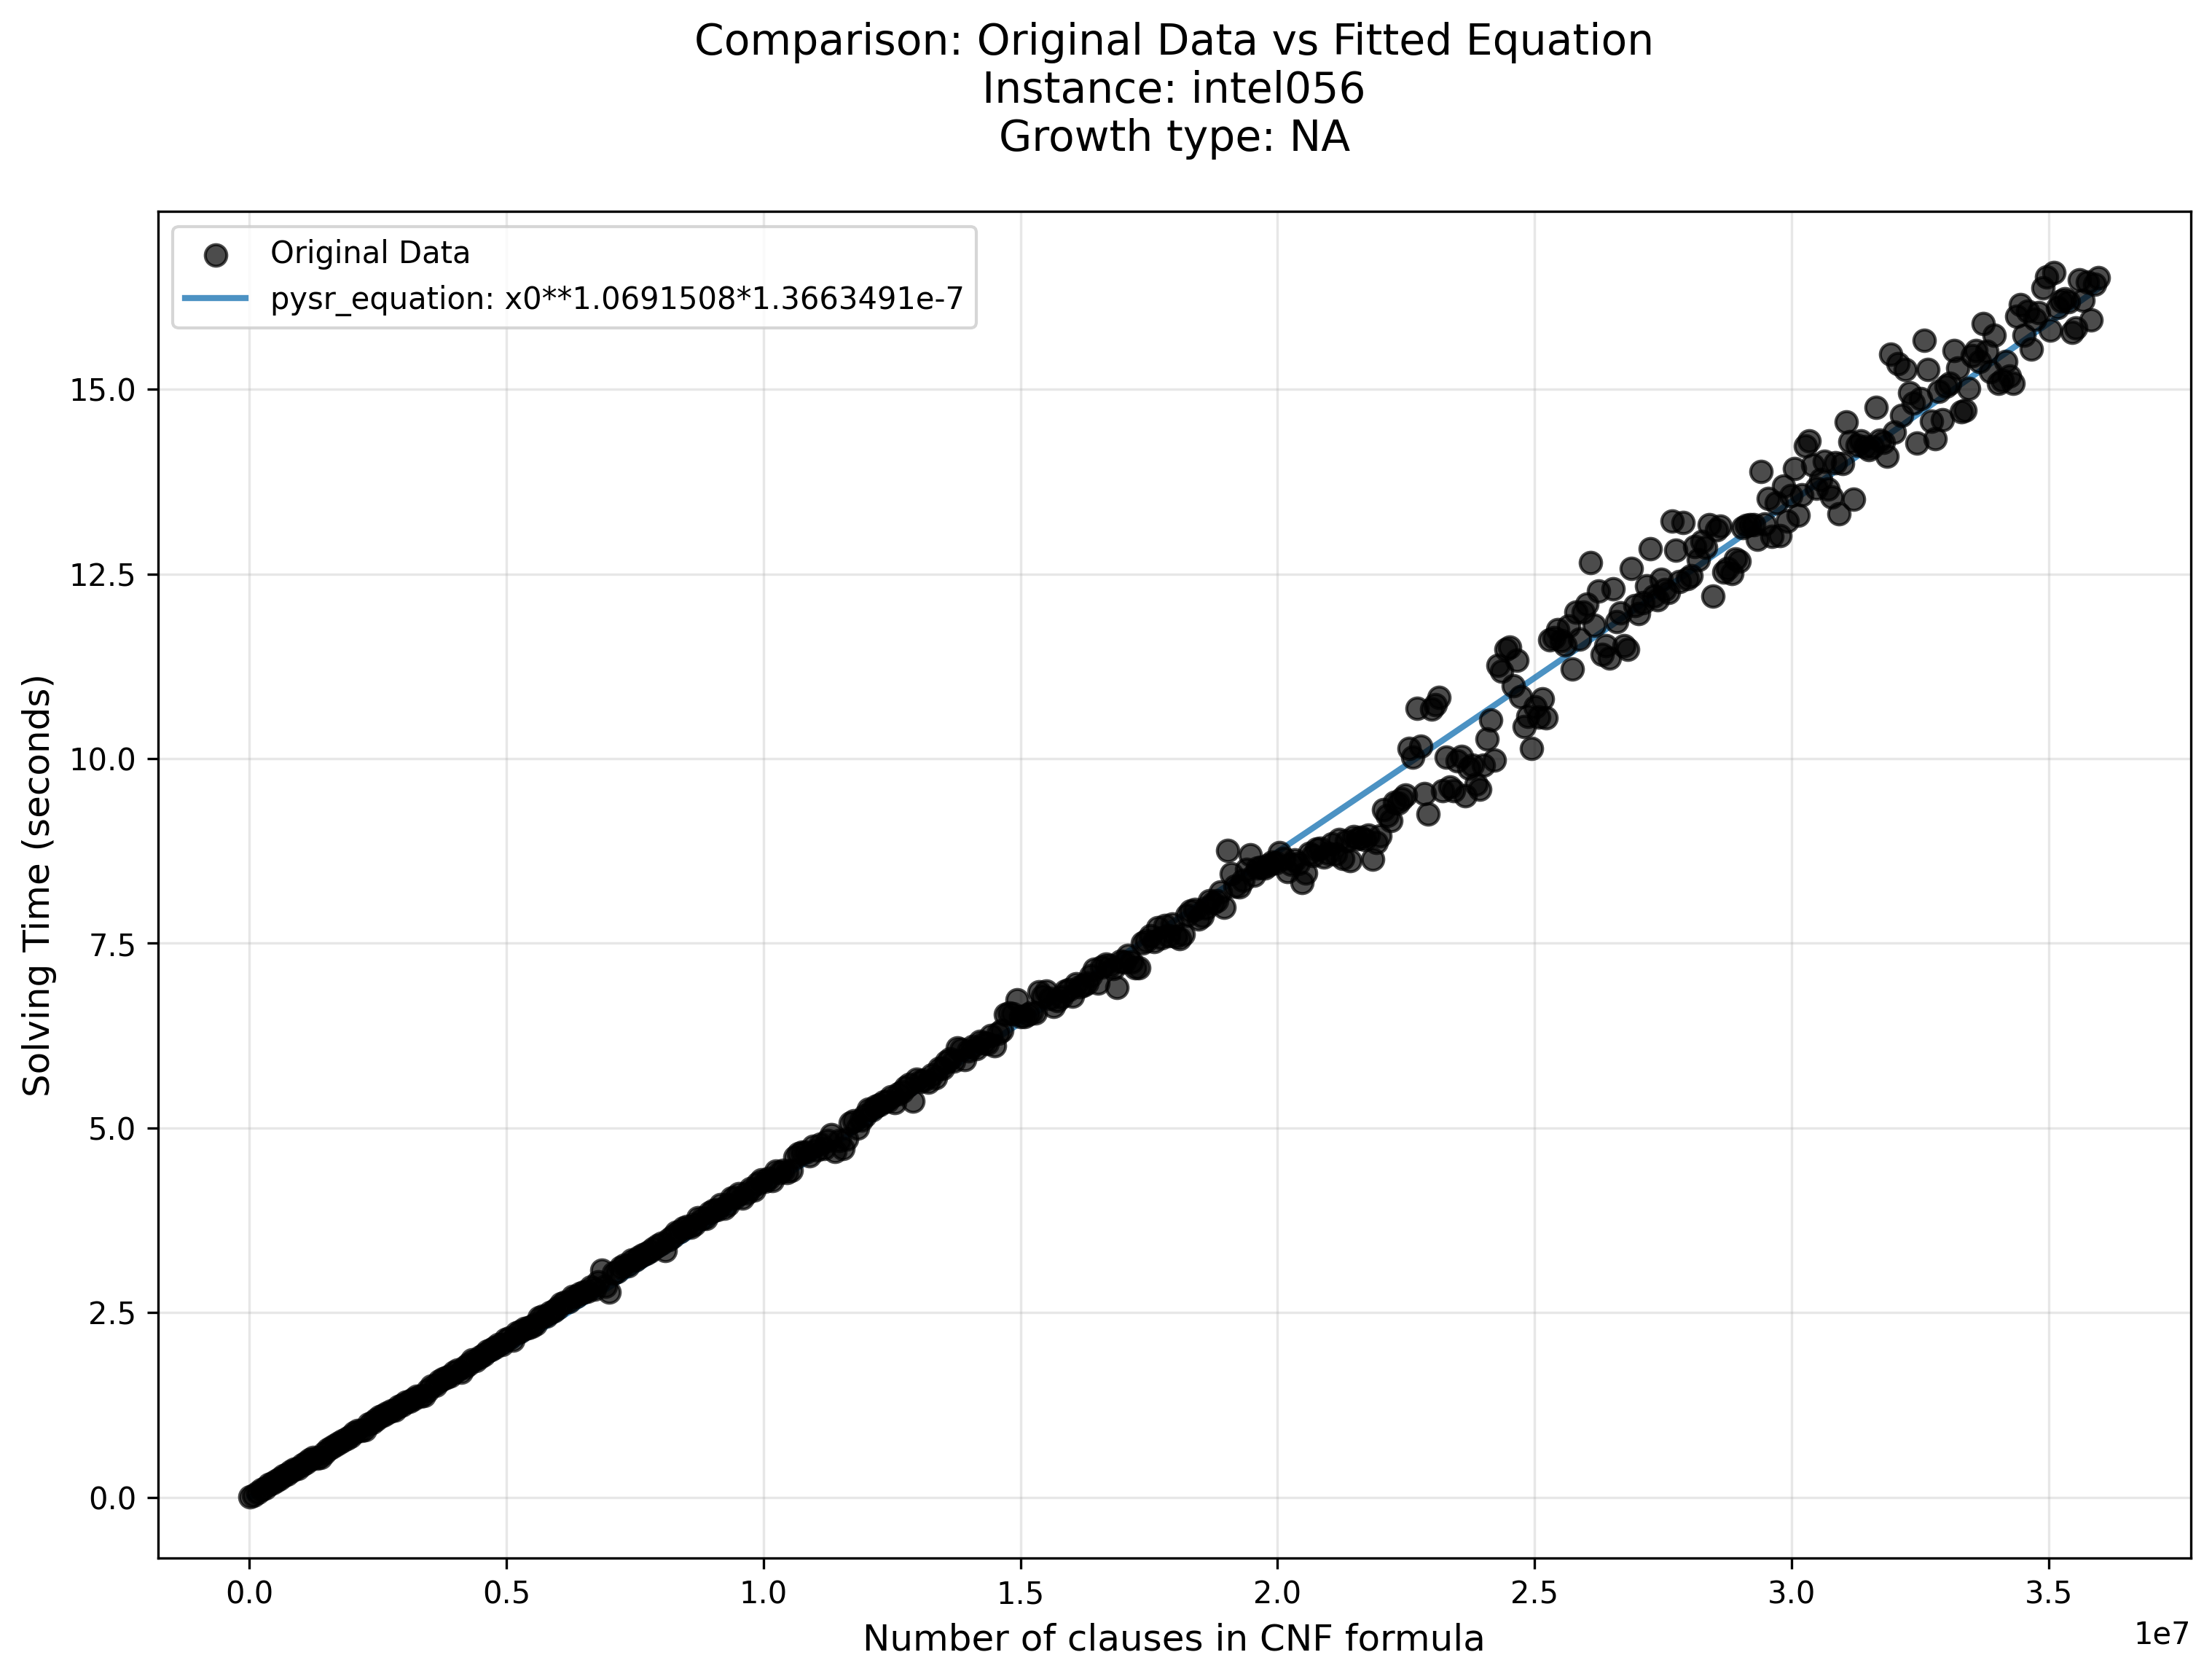 Comparison: Original Data vs Fitted Equation
Instance: intel056
Growth type: NA
Original Data
pysr_equation: x0**1.0691508*1.3663491e-7
Solving Time (seconds)
15.0
12.5
10.0
7.5
5.0
2.5
0.0
0.0 0.5 1.0 1.5 2.0 2.5 3.0 3.5
1e7
Number of clauses in CNF formula